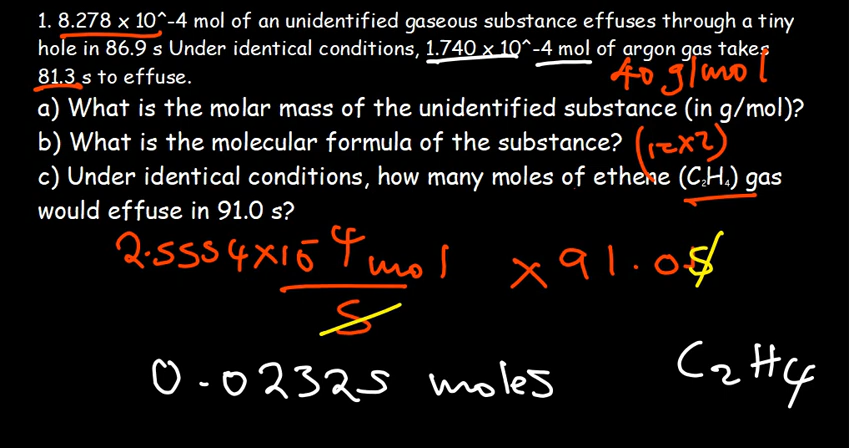 1. 8.278 x 10^-4 mol of an unidentified gaseous substance effuses through a tiny
hole in 86.9 s Under identical conditions, 1.740 x 10^-4 mol of argon gas takes
81.3 s to effuse.
40 g/mol
a) What is the molar mass of the unidentified substance (in g/mol)?
b) What is the molecular formula of the substance? (12x2)
c) Under identical conditions, how many moles of ethene (C₂H₄) gas
would effuse in 91.0 s?
2.5554x10⁻⁴ mol x 91.0 s
s
0.02325 moles C₂H₄